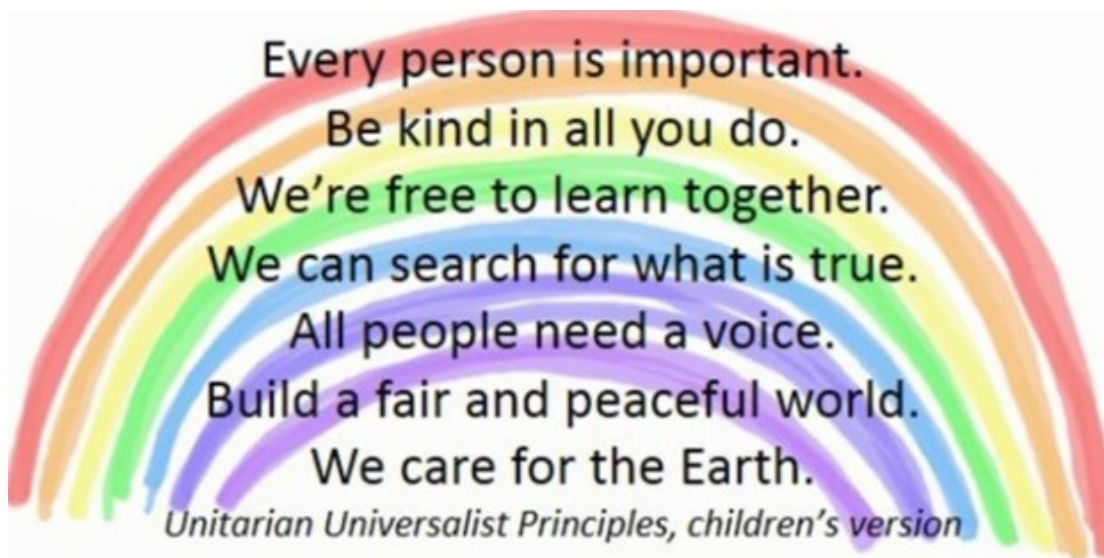 Every person is important.
Be kind in all you do.
We’re free to learn together.
We can search for what is true.
All people need a voice.
Build a fair and peaceful world.
We care for the Earth.
Unitarian Universalist Principles, children’s version